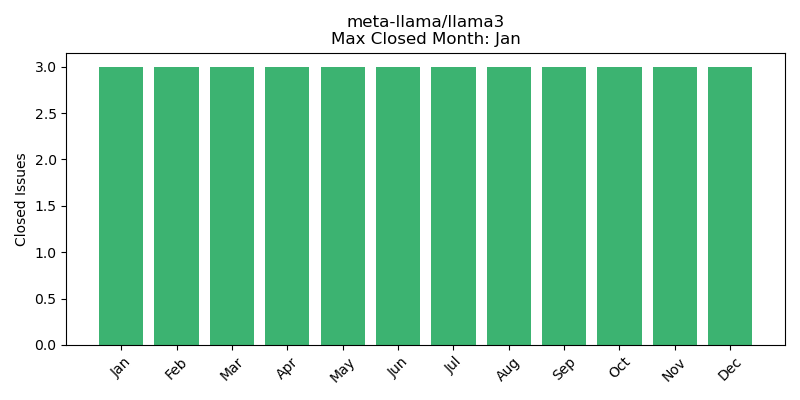 meta-llama/llama3
Max Closed Month: Jan
Closed Issues
3.0
2.5
2.0
1.5
1.0
0.5
0.0
Jan Feb Mar Apr May Jun Jul Aug Sep Oct Nov Dec